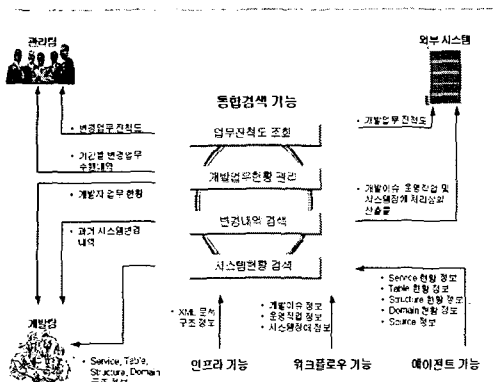 관리팀
외부 시스템
통합검색 기능
• 변경업무 진척도
업무진척도 조회
• 개발업무 진척도
• 기간별 변경업무
수행내역
개발업무현황 관리
• 개발자 업무 현황
• 개발이슈 운영작업 및
시스템장애 처리상의
산출물
변경내역 검색
• 과거 시스템변경
내역
시스템현황 검색
개발팀
• Service, Table,
Structure, Domain
• XML 문서
구조 정보
• 개발이슈 정보
• 운영작업 정보
• 시스템장애 정보
• Service 현황 정보
• Table 현황 정보
• Structure 현황 정보
• Domain 현황 정보
• Source 정보
인프라 기능
워크플로우 기능
에이전트 기능